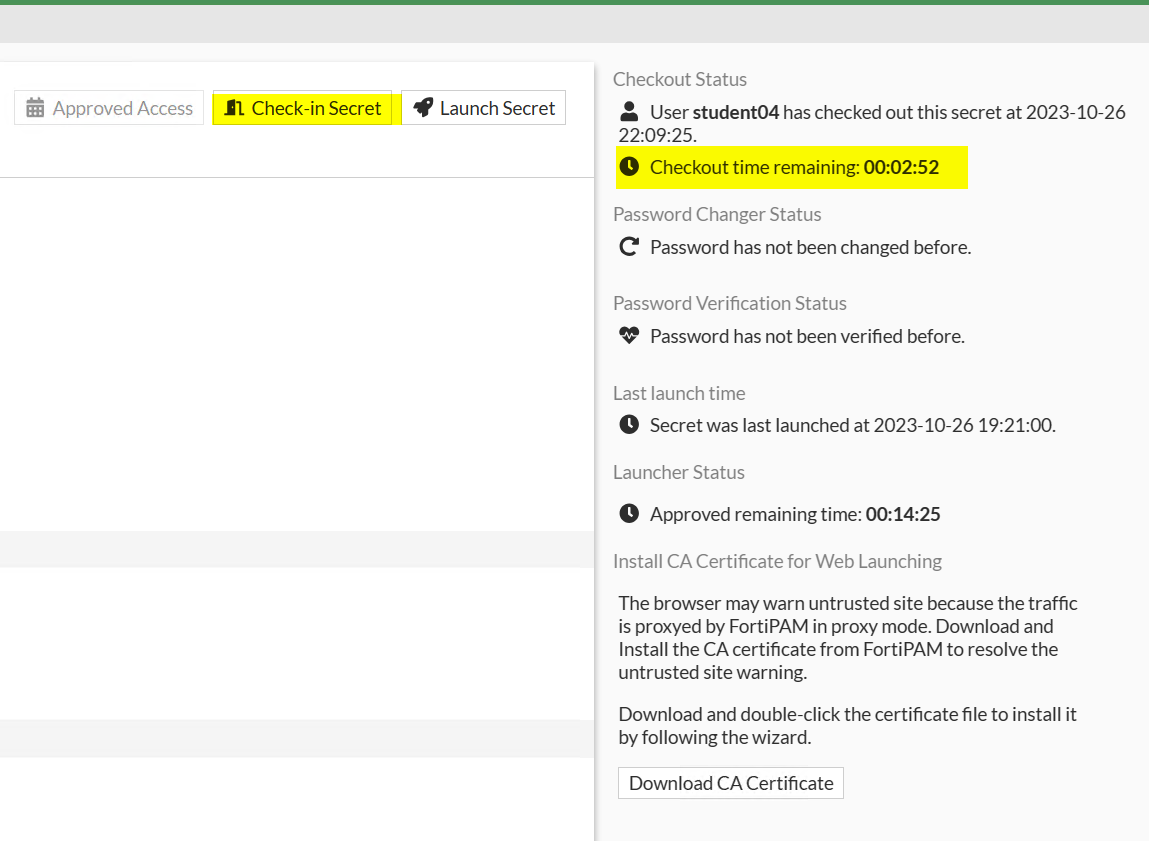 Approved Access
Check-in Secret
Launch Secret
Checkout Status
User student04 has checked out this secret at 2023-10-26
22:09:25.
Checkout time remaining: 00:02:52
Password Changer Status
Password has not been changed before.
Password Verification Status
Password has not been verified before.
Last launch time
Secret was last launched at 2023-10-26 19:21:00.
Launcher Status
Approved remaining time: 00:14:25
Install CA Certificate for Web Launching
The browser may warn untrusted site because the traffic
is proxyed by FortiPAM in proxy mode. Download and
Install the CA certificate from FortiPAM to resolve the
untrusted site warning.
Download and double-click the certificate file to install it
by following the wizard.
Download CA Certificate